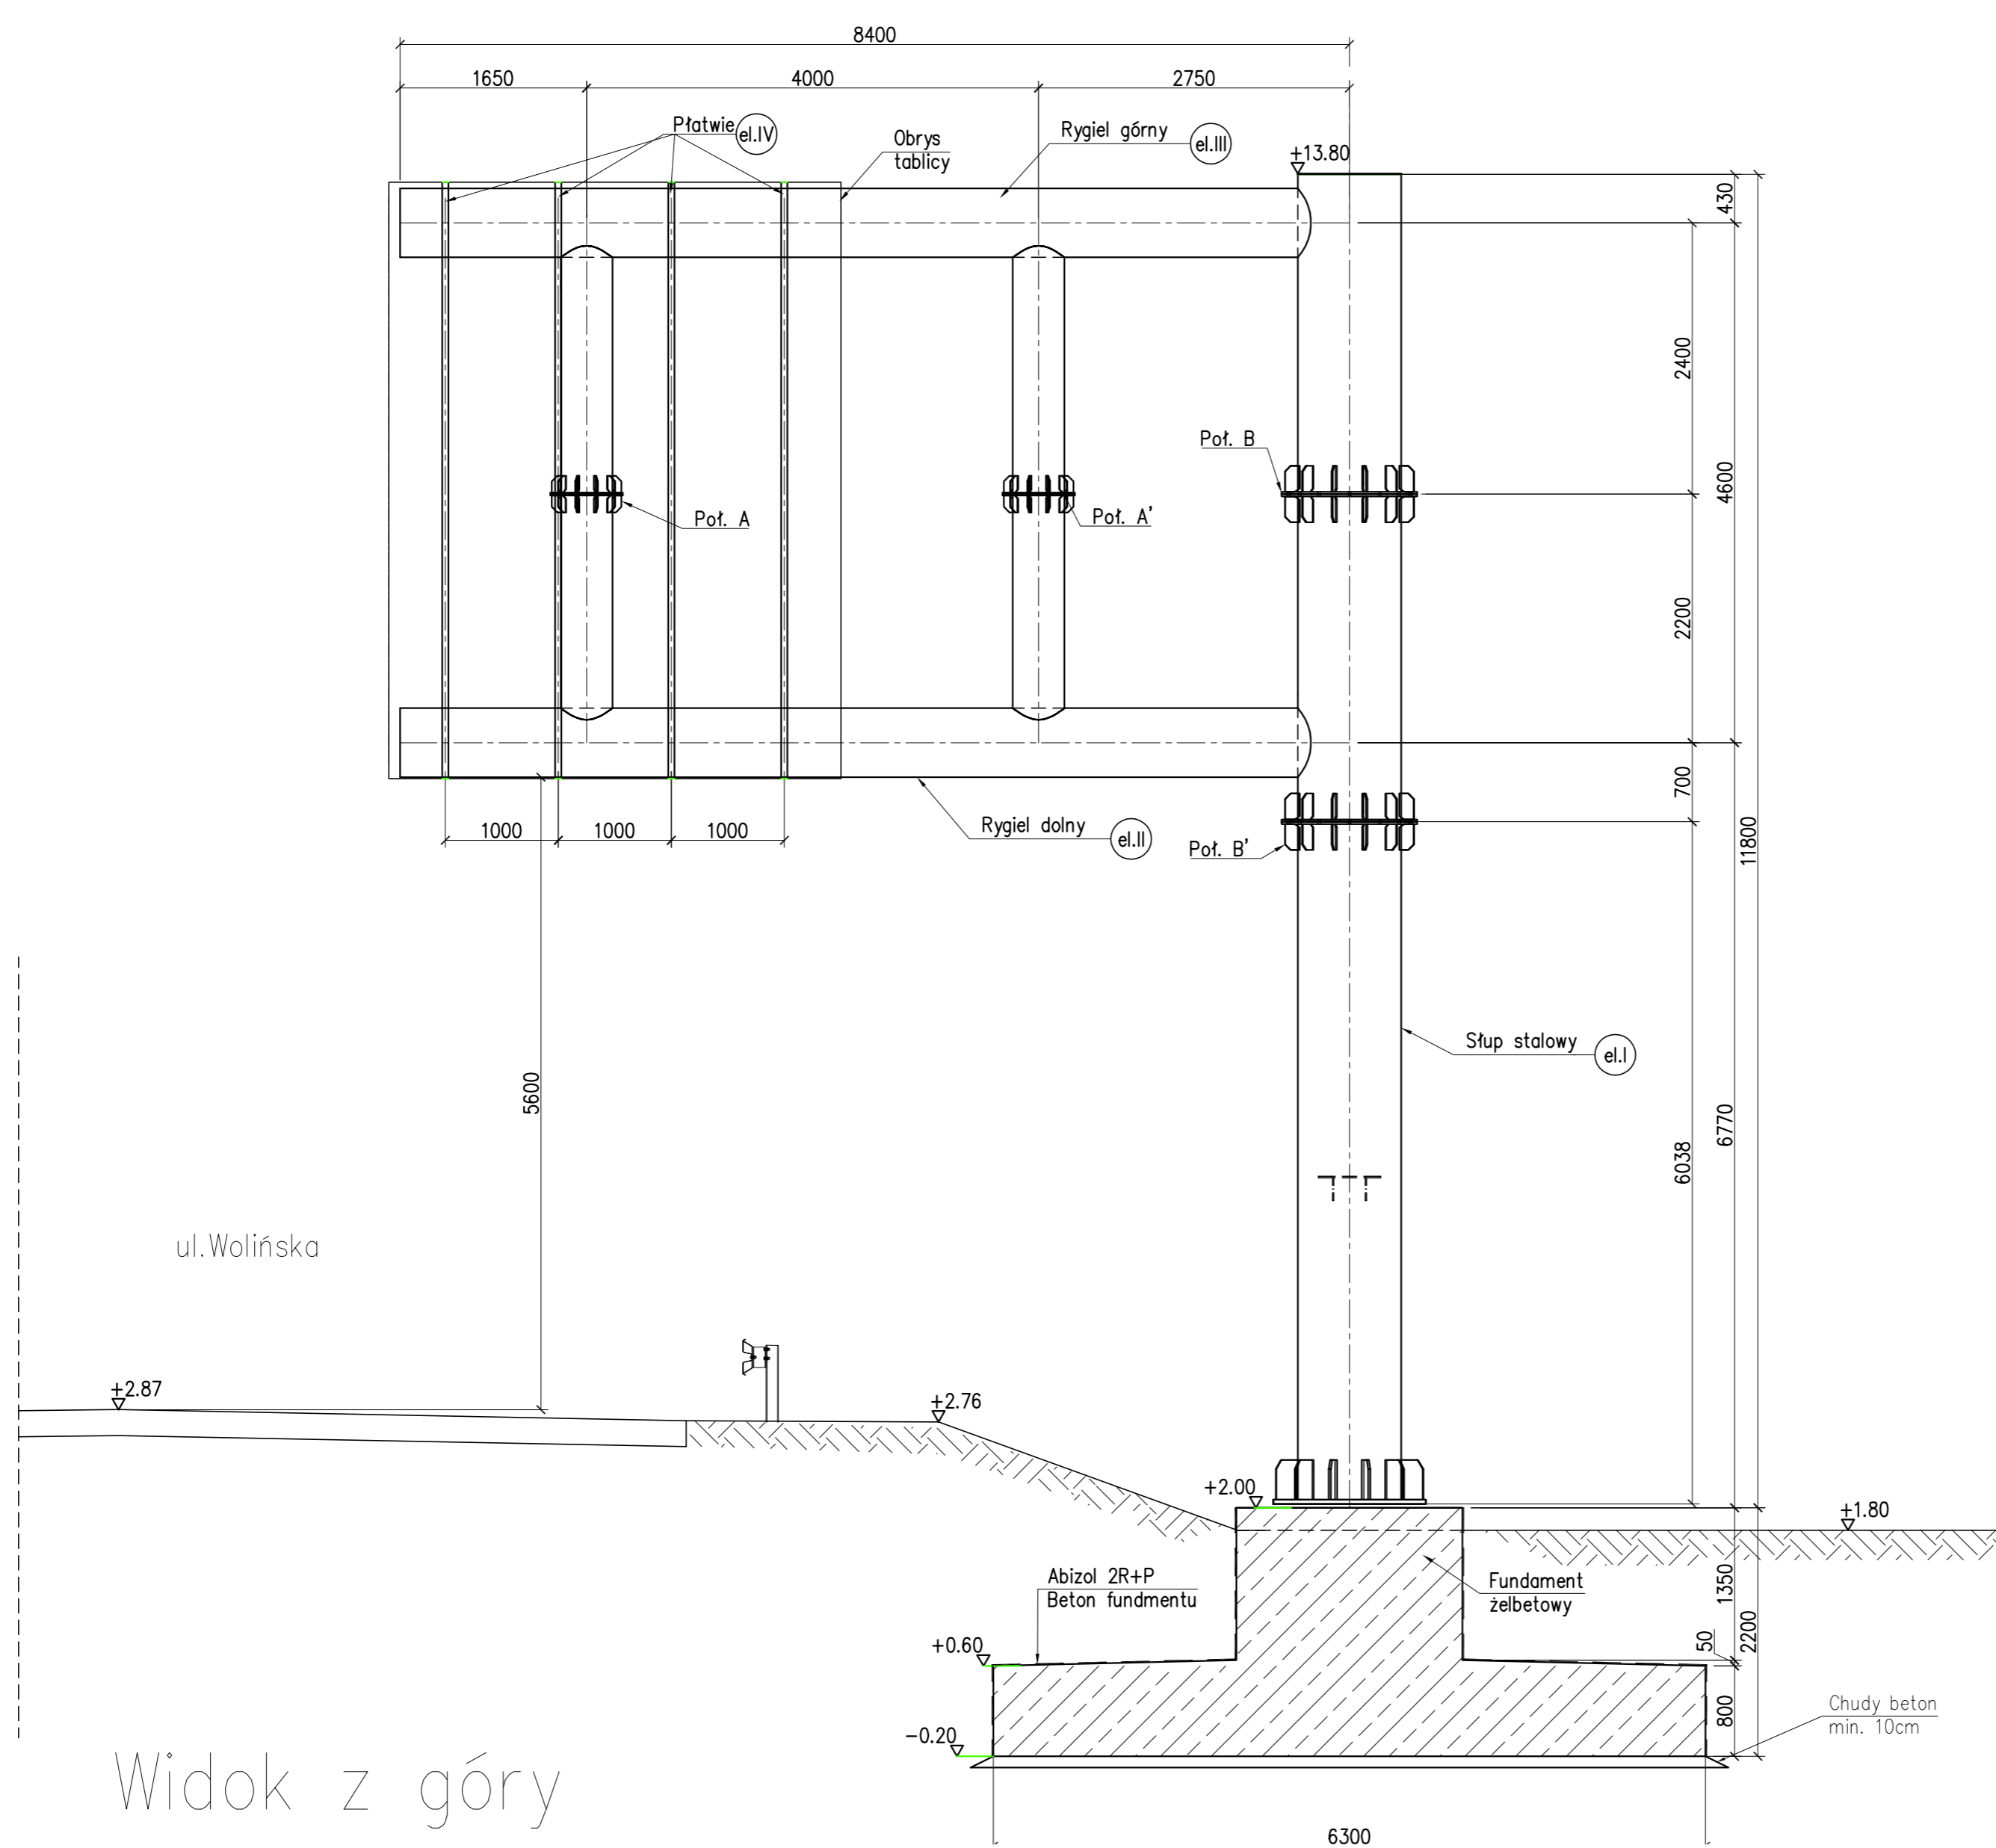 8400
1650
4000
2750
Płatwie
el.IV
Obrys
tablicy
Rygiel górny
el.III
+13.80
430
2400
4600
Poł. B
Poł. A
Poł. A'
2200
700
11800
1000
1000
1000
Rygiel dolny
el.II
Poł. B'
Słup stalowy
el.I
5600
6770
6038
ul.Wolińska
+2.87
+2.76
+2.00
+1.80
Abizol 2R+P
Beton fundmentu
Fundament
żelbetowy
1350
50
2200
+0.60
800
Chudy beton
min. 10cm
-0.20
Widok z góry
6300